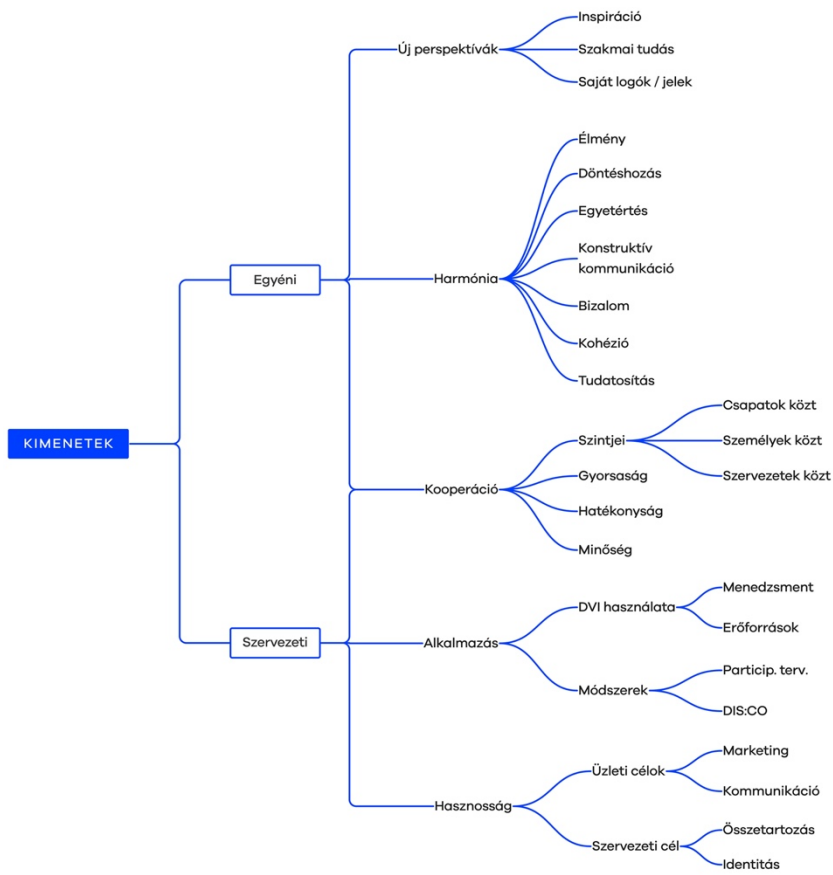 KIMENETEK
Egyéni
Új perspektívák
Inspiráció
Szakmai tudás
Saját logók / jelek
Harmónia
Élmény
Döntéshozás
Egyetértés
Konstruktív
kommunikáció
Bizalom
Kohézió
Tudatosítás
Kooperáció
Szintjei
Csapatok közt
Személyek közt
Szervezetek közt
Gyorsaság
Hatékonyság
Minőség
Szervezeti
Alkalmazás
DVI használata
Menedzsment
Erőforrások
Módszerek
Particip. terv.
DIS:CO
Hasznosság
Üzleti célok
Marketing
Kommunikáció
Szervezeti cél
Összetartozás
Identitás